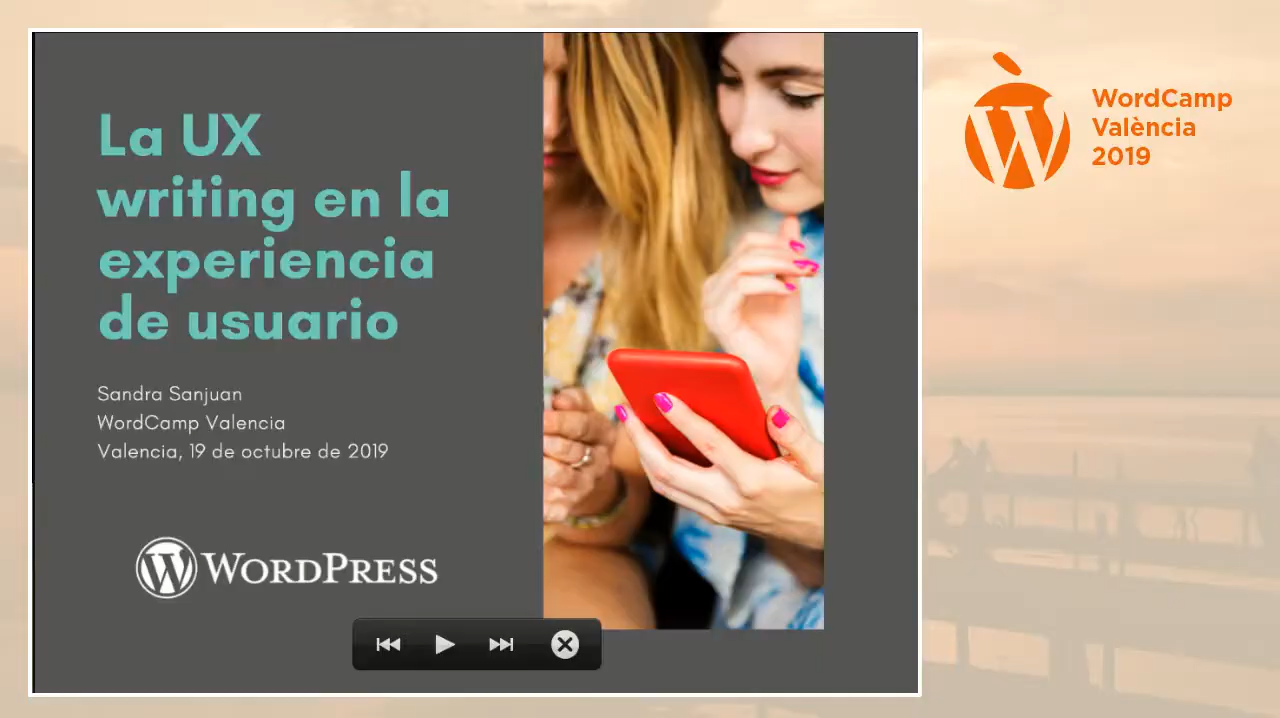 La UX
writing en la
experiencia
de usuario
Sandra Sanjuan
WordCamp Valencia
Valencia, 19 de octubre de 2019
WORDPRESS
WordCamp
València
2019